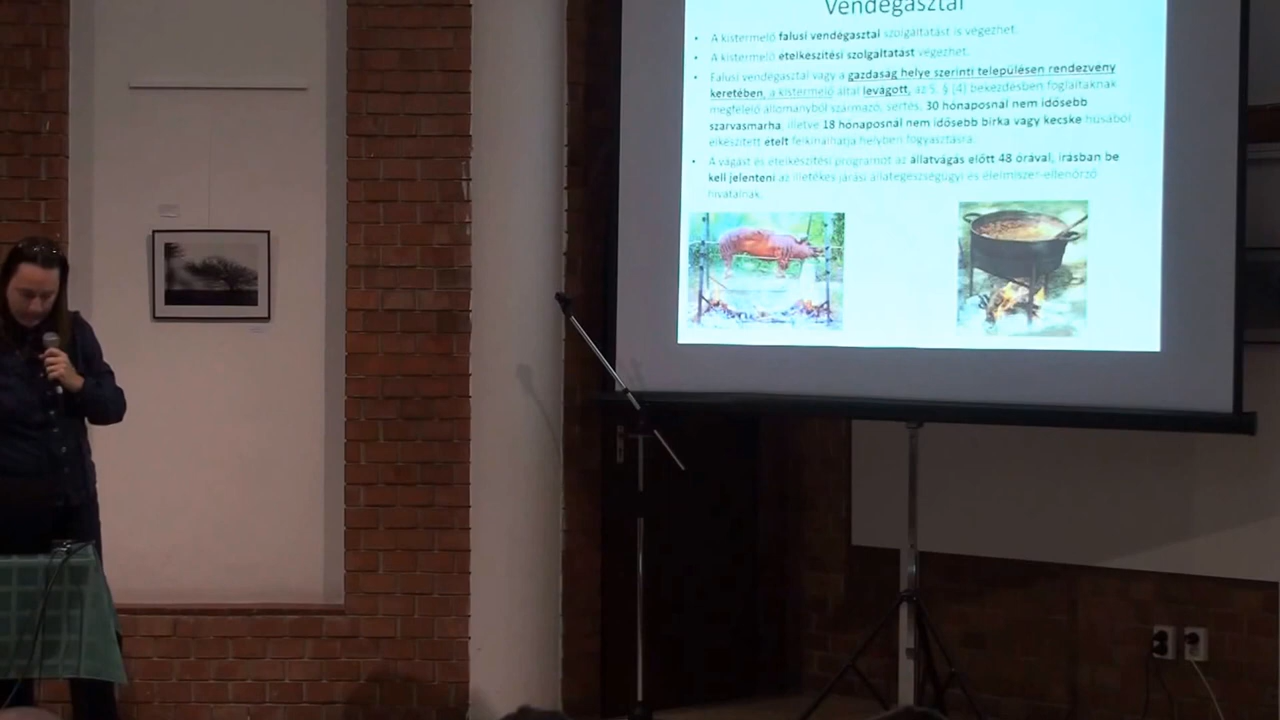 Vendégasztal
• A kistermelő falusi vendégasztal szolgáltatást is végezhet.
• A kistermelő ételkészítési szolgáltatást végezhet.
• Falusi vendégasztal vagy a gazdaság helye szerinti településen rendezvény
keretében, a kistermelő által levágott, az 5. § (4) bekezdésben foglaltaknak
megfelelő állományból származó, sertés, 30 hónaposnál nem idősebb
szarvasmarha, illetve 18 hónaposnál nem idősebb birka vagy kecske húsából
elkészített ételt felkínálhatja helyben fogyasztásra.
• A vágást és ételkészítési programot az állatvágás előtt 48 órával, írásban be
kell jelenteni az illetékes járási állategészségügyi és élelmiszer-ellenőrző
hivatalnak.